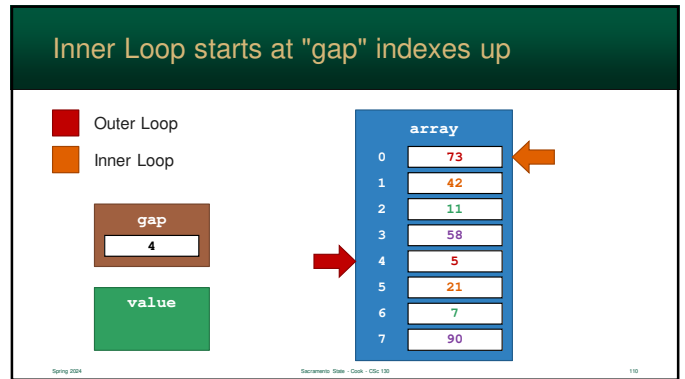 Inner Loop starts at "gap" indexes up
Outer Loop
Inner Loop
gap
4
value
array
0 73
1 42
2 11
3 58
4 5
5 21
6 7
7 90
Spring 2024
Sacramento State - Cook - CSc 130
110